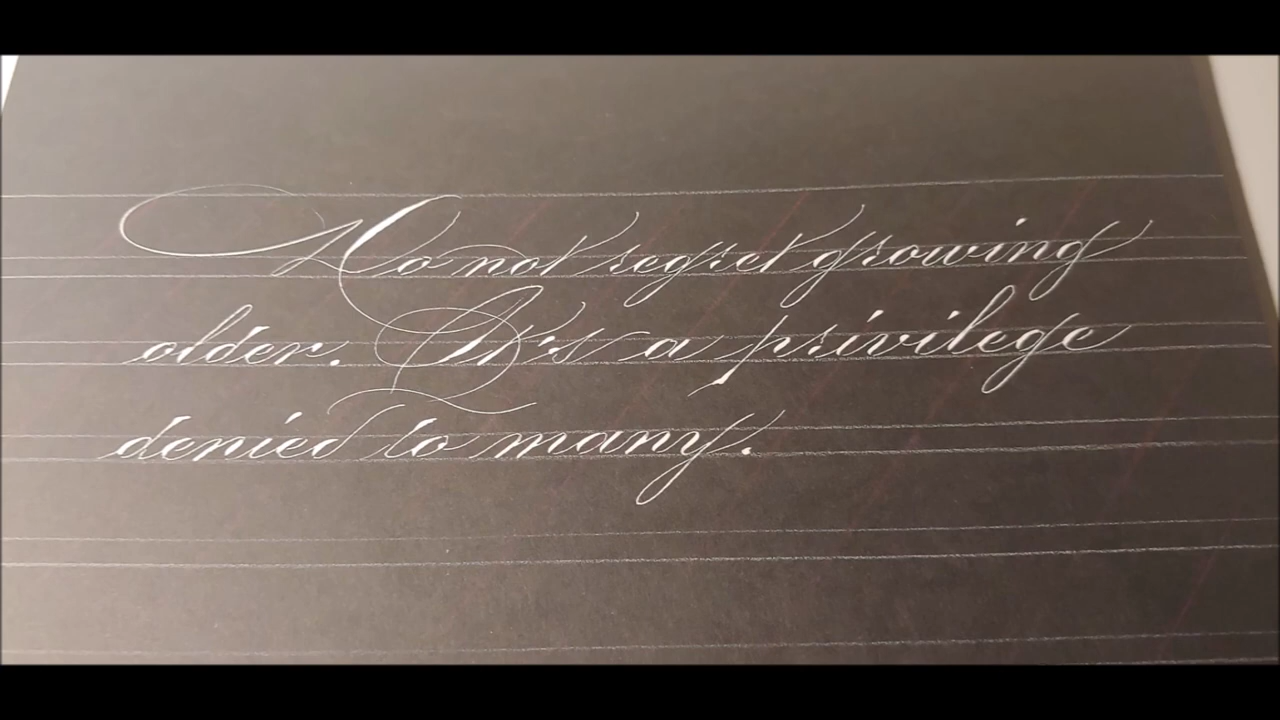 Do not regret growing
older. It's a privilege
denied to many.